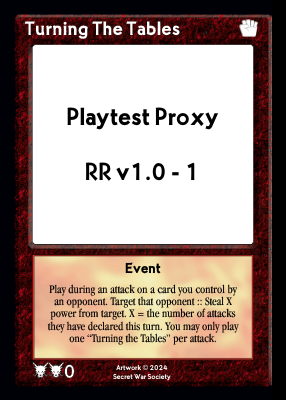 Turning The Tables
Playtest Proxy
RR v1.0 - 1
Event
Play during an attack on a card you control by
an opponent. Target that opponent :: Steal X
power from target. X = the number of attacks
they have declared this turn. You may only play
one “Turning the Tables” per attack.
0
Artwork © 2024
Secret War Society